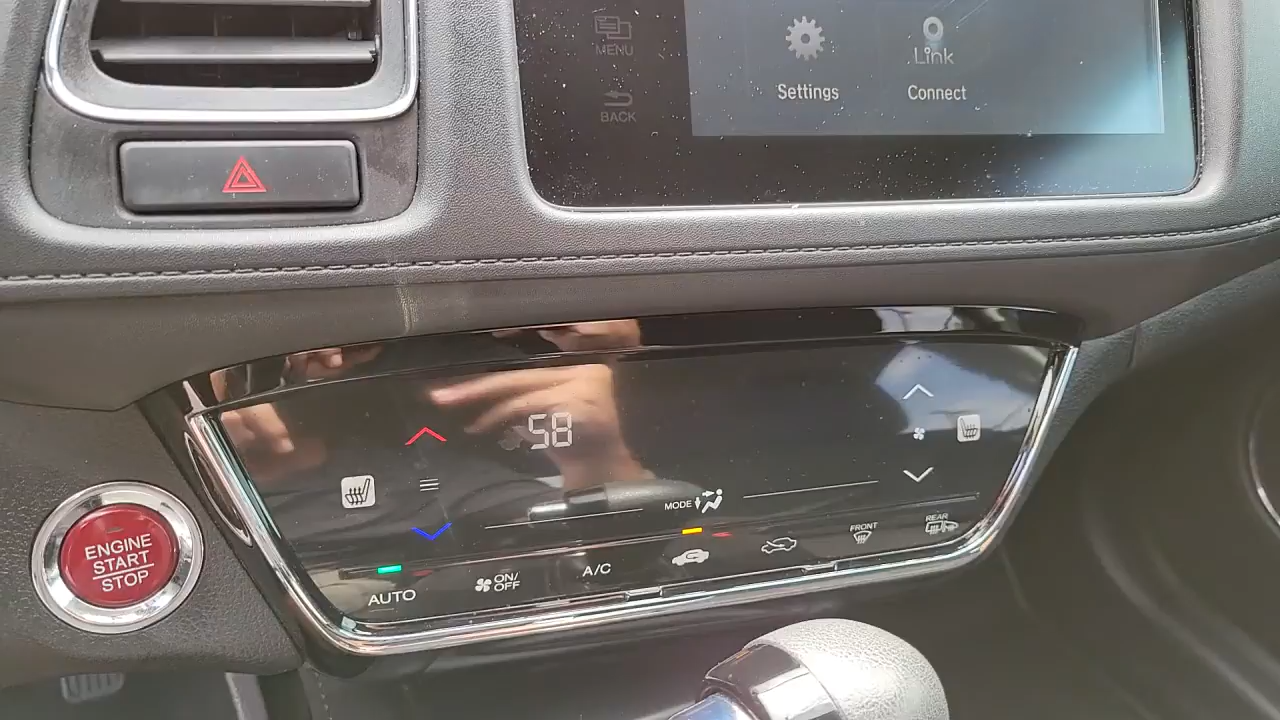 MENU
BACK
Settings
Link
Connect
58
MODE
ENGINE
START
STOP
AUTO
ON/
OFF
A/C
FRONT
REAR